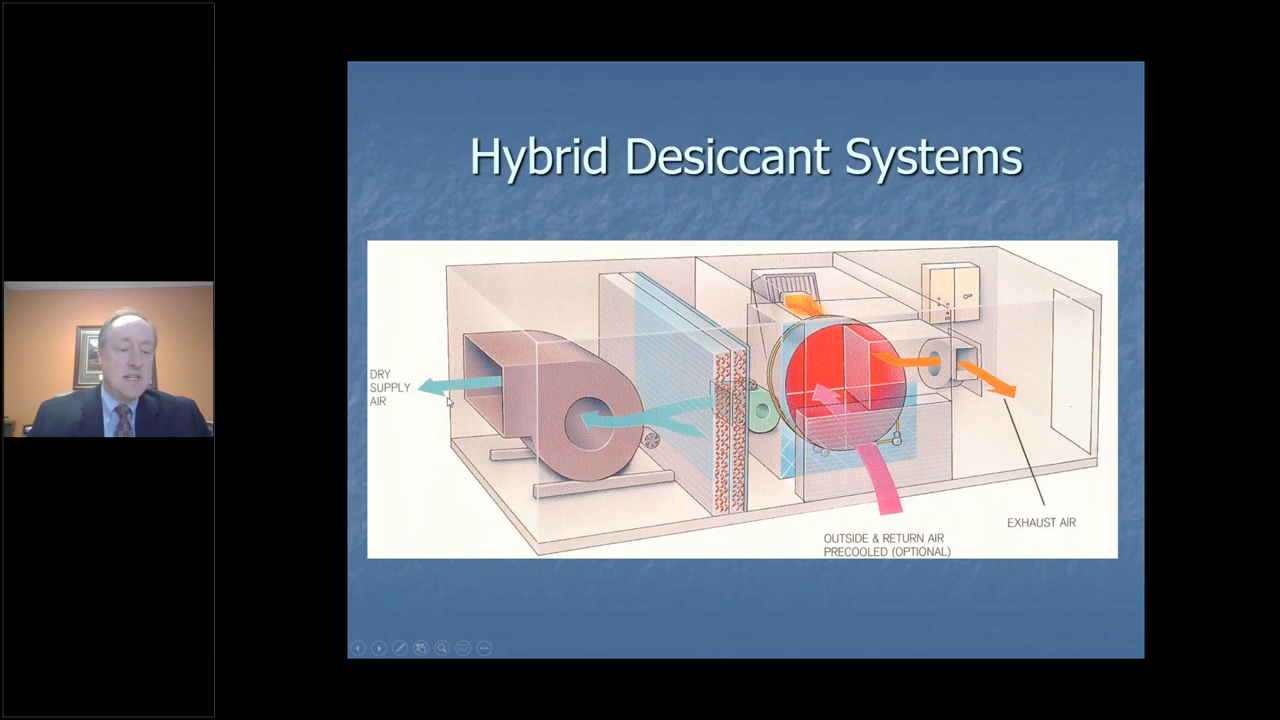 Hybrid Desiccant Systems
DRY
SUPPLY
AIR
EXHAUST AIR
OUTSIDE & RETURN AIR
PRECOOLED (OPTIONAL)